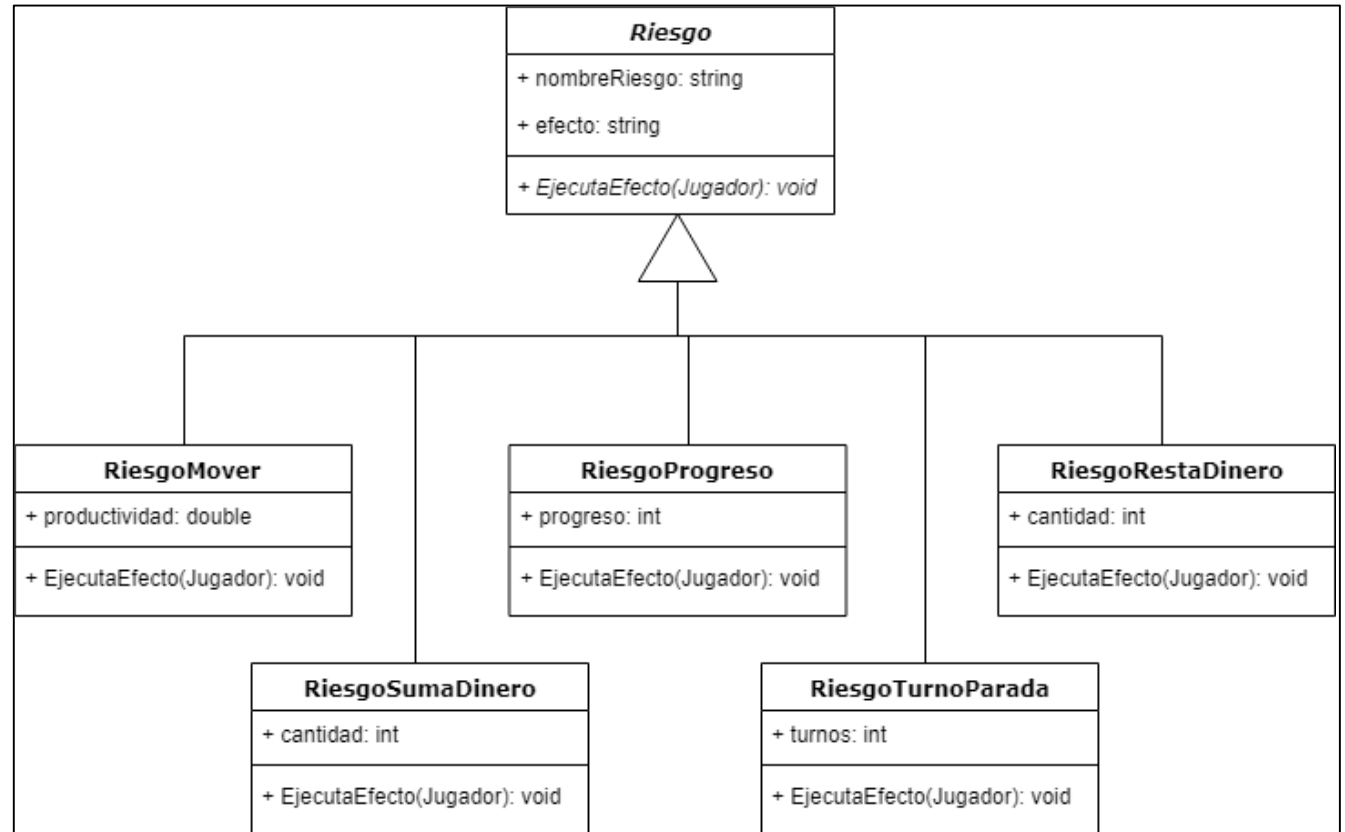 Riesgo
+ nombreRiesgo: string
+ efecto: string
+ EjecutaEfecto(Jugador): void
RiesgoMover
+ productividad: double
+ EjecutaEfecto(Jugador): void
RiesgoProgreso
+ progreso: int
+ EjecutaEfecto(Jugador): void
RiesgoRestaDinero
+ cantidad: int
+ EjecutaEfecto(Jugador): void
RiesgoSumaDinero
+ cantidad: int
+ EjecutaEfecto(Jugador): void
RiesgoTurnoParada
+ turnos: int
+ EjecutaEfecto(Jugador): void